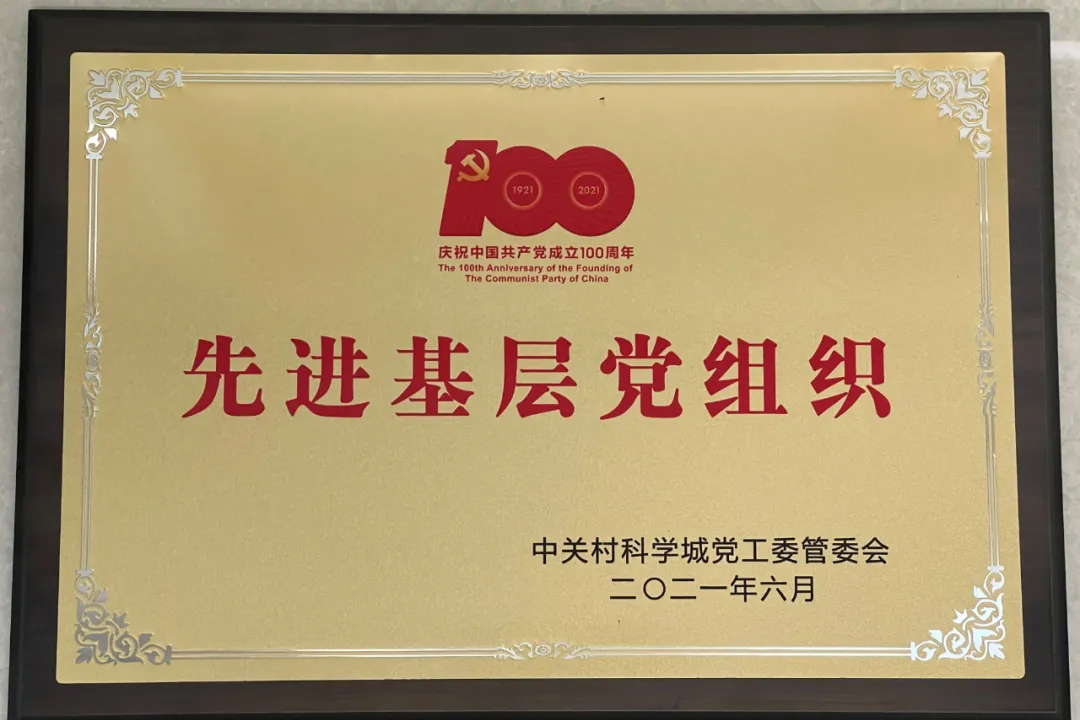 100
1921
2021
庆祝中国共产党成立100周年
The 100th Anniversary of the Founding of
The Communist Party of China
先进基层党组织
中关村科学城党工委管委会
二〇二一年六月